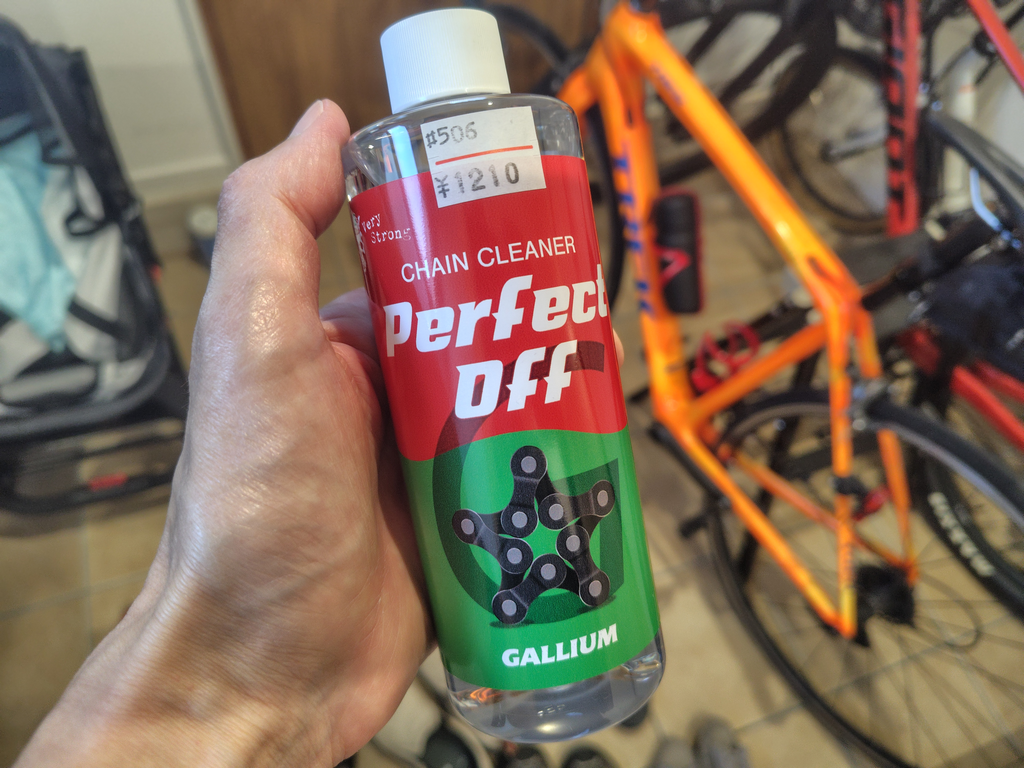 #506
¥1210
Very
Strong
CHAIN CLEANER
Perfect
Off
GALLIUM